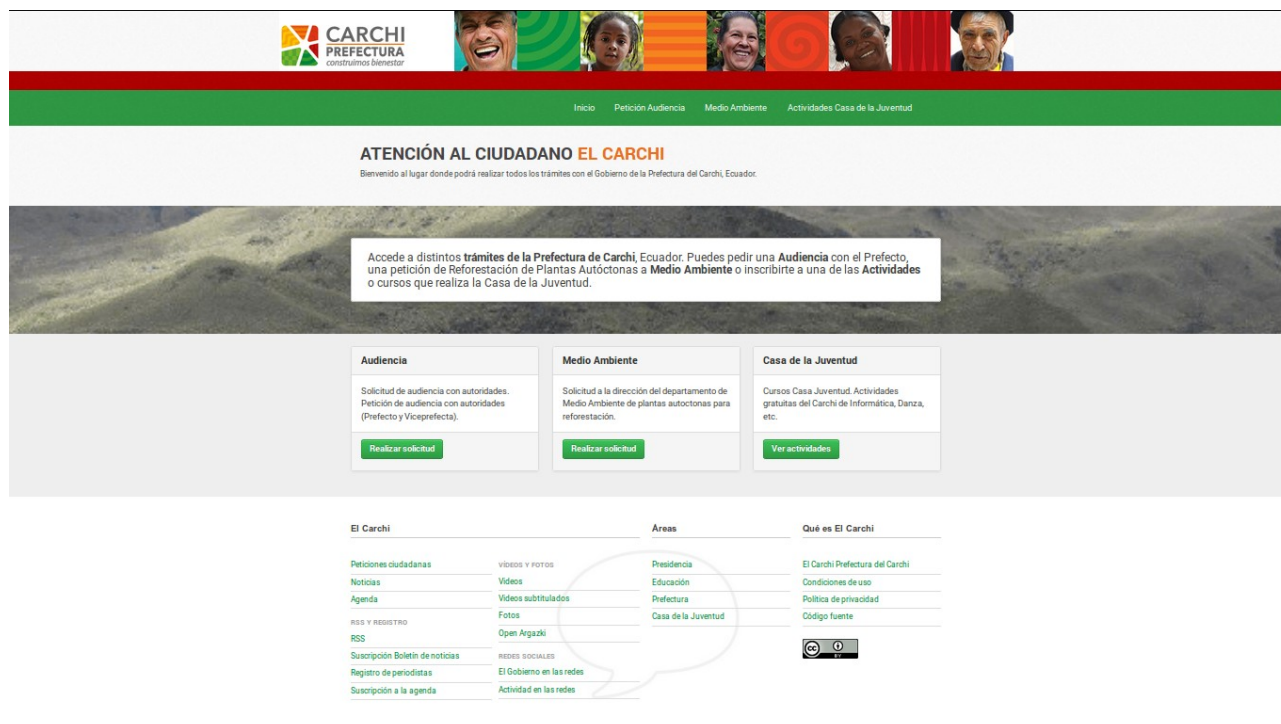 CARCHI
PREFECTURA
construimos bienestar
Inicio Petición Audiencia Medio Ambiente Actividades Casa de la Juventud
ATENCIÓN AL CIUDADANO EL CARCHI
Bienvenido al lugar donde podrá realizar todos los trámites con el Gobierno de la Prefectura del Carchi, Ecuador.
Accede a distintos trámites de la Prefectura de Carchi, Ecuador. Puedes pedir una Audiencia con el Prefecto,
una petición de Reforestación de Plantas Autóctonas a Medio Ambiente o inscribirte a una de las Actividades
o cursos que realiza la Casa de la Juventud.
Audiencia
Solicitud de audiencia con autoridades.
Petición de audiencia con autoridades
(Prefecto y Viceprefecta).
Realizar solicitud
Medio Ambiente
Solicitud a la dirección del departamento de
Medio Ambiente de plantas autoctonas para
reforestación.
Realizar solicitud
Casa de la Juventud
Cursos Casa Juventud. Actividades
gratuitas del Carchi de Informática, Danza,
etc.
Ver actividades
El Carchi
Peticiones ciudadanas
Noticias
Agenda
RSS Y REGISTRO
RSS
Suscripción Boletín de noticias
Registro de periodistas
Suscripción a la agenda
VÍDEOS Y FOTOS
Vídeos
Vídeos subtitulados
Fotos
Open Argazki
REDES SOCIALES
El Gobierno en las redes
Actividad en las redes
Áreas
Presidencia
Educación
Prefectura
Casa de la Juventud
Qué es El Carchi
El Carchi Prefectura del Carchi
Condiciones de uso
Política de privacidad
Código fuente
cc
BY